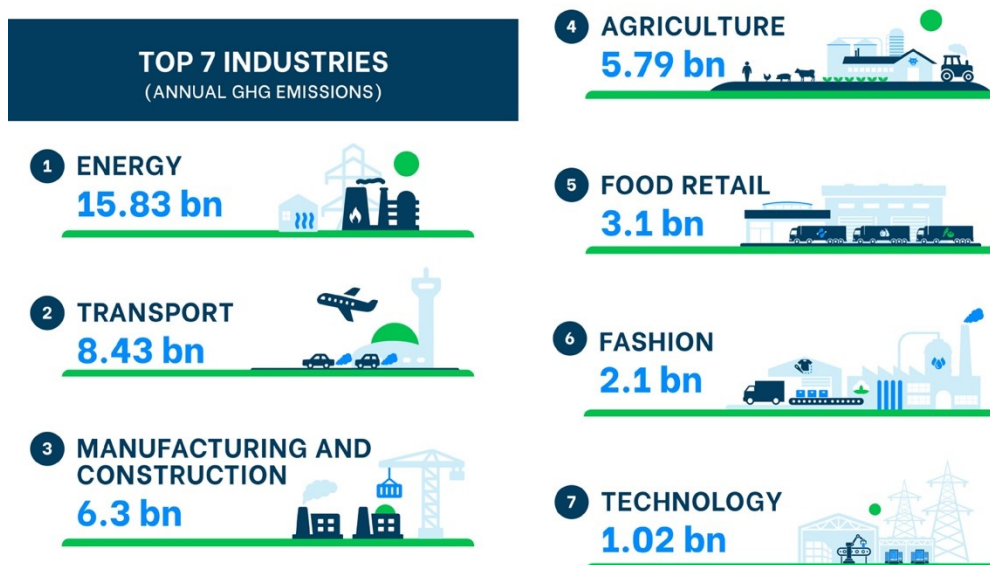 TOP 7 INDUSTRIES
(ANNUAL GHG EMISSIONS)
1 ENERGY
15.83 bn
2 TRANSPORT
8.43 bn
3 MANUFACTURING AND
CONSTRUCTION
6.3 bn
4 AGRICULTURE
5.79 bn
5 FOOD RETAIL
3.1 bn
6 FASHION
2.1 bn
7 TECHNOLOGY
1.02 bn